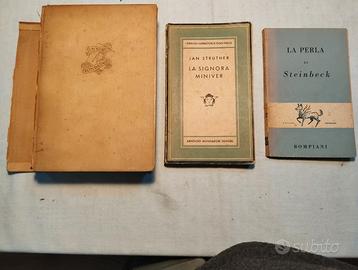 JAN STRUTHER
LA SIGNORA
MINIVER
ARNOLDO MONDADORI EDITORE
LA PERLA
DI
Steinbeck
BOMPIANI
subito